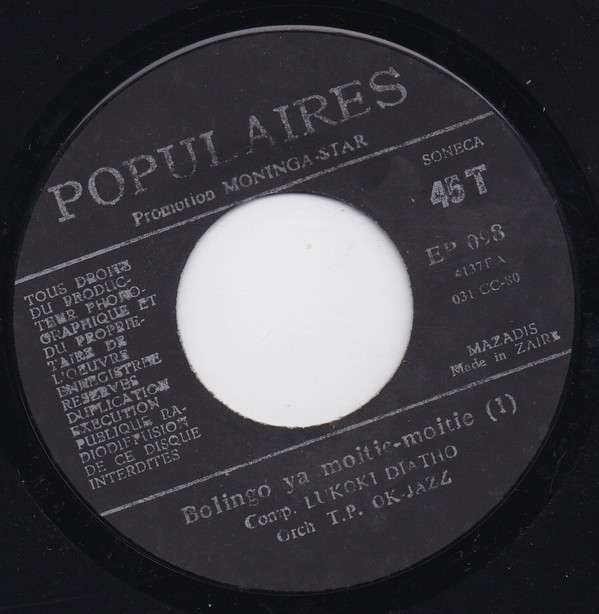 POPULAIRES
Promotion MONINGA-STAR
SONECA
45 T
EP 098
4137FA
031 CC-80
MAZADIS
Made in ZAIRE
TOUS DROITS
DU PRODUC-
TEUR PHONO-
GRAPHIQUE ET
DU PROPRIE-
TAIRE DE
L'OEUVRE
ENREGISTREE
RESERVES
DUPLICATION
EXECUTION
PUBLIQUE RA-
DIODIFFUSION
DE CE DISQUE
INTERDITES
Bolingo ya moitie-moitie (1)
Comp. LUKOKI DIATHO
Orch T.P. OK-JAZZ